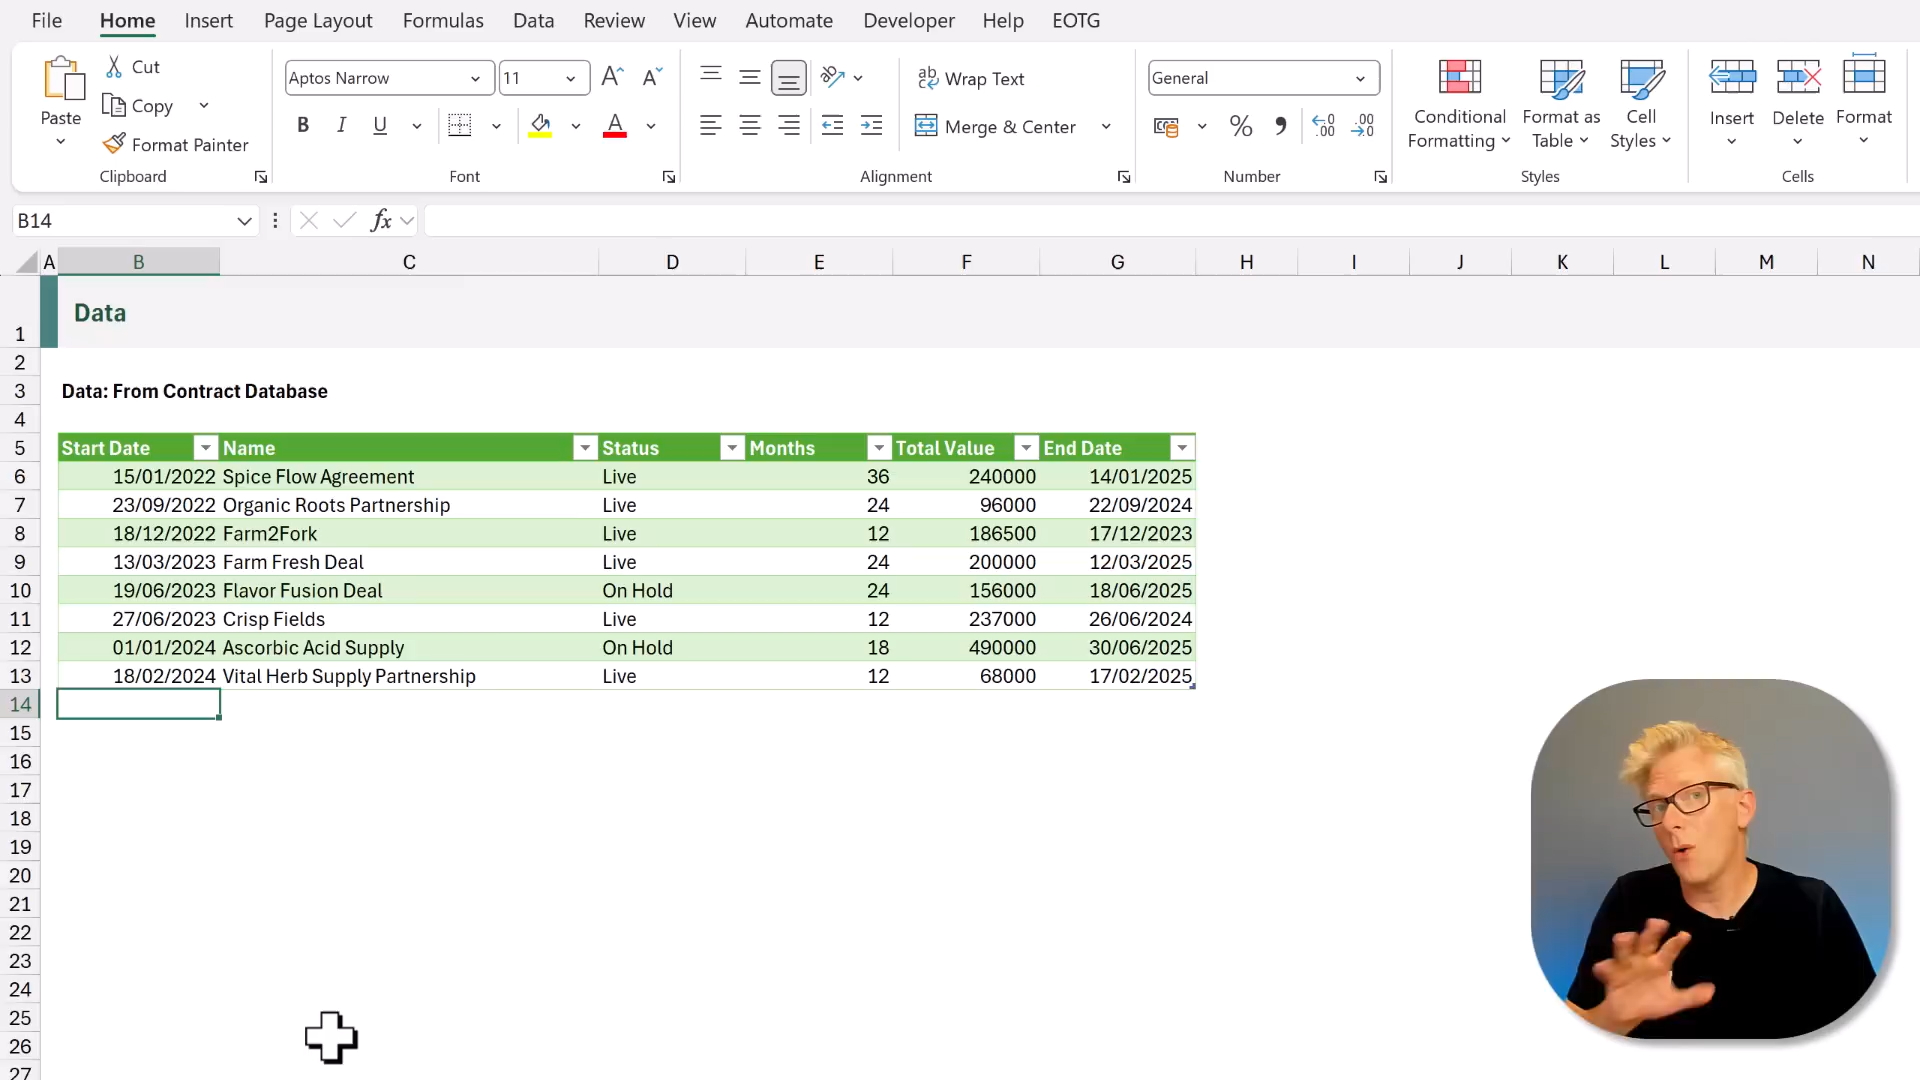 File Home Insert Page Layout Formulas Data Review View Automate Developer Help EOTG
Paste
Cut
Copy
Format Painter
Clipboard
Aptos Narrow 11
B I U
Font
Wrap Text
Merge & Center
Alignment
General
Number
Conditional Formatting
Format as Table
Cell Styles
Styles
Insert
Delete
Format
Cells
B14
fx
A B C D E F G H I J K L M N
1 Data
2
3 Data: From Contract Database
4
5 Start Date Name Status Months Total Value End Date
6 15/01/2022 Spice Flow Agreement Live 36 240000 14/01/2025
7 23/09/2022 Organic Roots Partnership Live 24 96000 22/09/2024
8 18/12/2022 Farm2Fork Live 12 186500 17/12/2023
9 13/03/2023 Farm Fresh Deal Live 24 200000 12/03/2025
10 19/06/2023 Flavor Fusion Deal On Hold 24 156000 18/06/2025
11 27/06/2023 Crisp Fields Live 12 237000 26/06/2024
12 01/01/2024 Ascorbic Acid Supply On Hold 18 490000 30/06/2025
13 18/02/2024 Vital Herb Supply Partnership Live 12 68000 17/02/2025
14
15
16
17
18
19
20
21
22
23
24
25
26
27